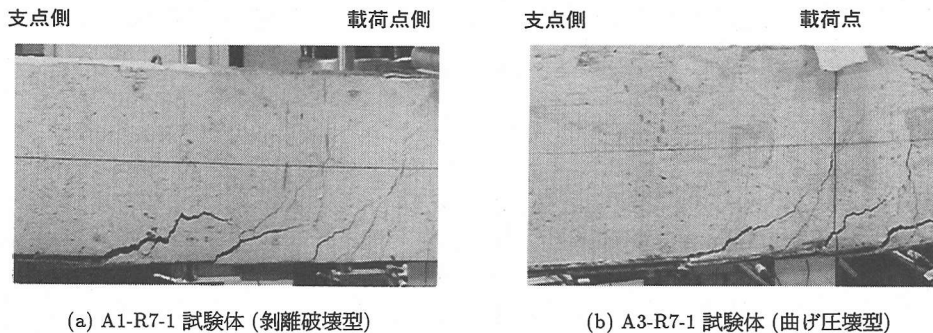 支点側
載荷点側
支点側
載荷点
(a) A1-R7-1 試験体 (剝離破壊型)
(b) A3-R7-1 試験体 (曲げ圧壊型)